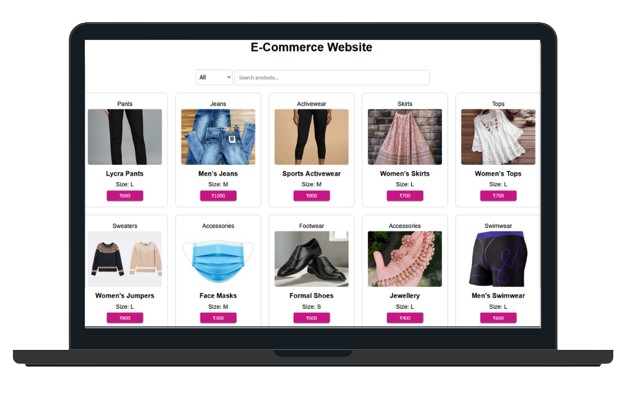 E-Commerce Website
All
Search products...
Pants
Jeans
Activewear
Skirts
Tops
Lycra Pants
Men's Jeans
Sports Activewear
Women's Skirts
Women's Tops
Size: L
Size: M
Size: M
Size: L
Size: L
₹600
₹1000
₹800
₹700
₹700
Sweaters
Accessories
Footwear
Accessories
Swimwear
Women's Jumpers
Face Masks
Formal Shoes
Jewellery
Men's Swimwear
Size: L
Size: M
Size: S
Size: L
Size: L
₹800
₹300
₹600
₹400
₹600